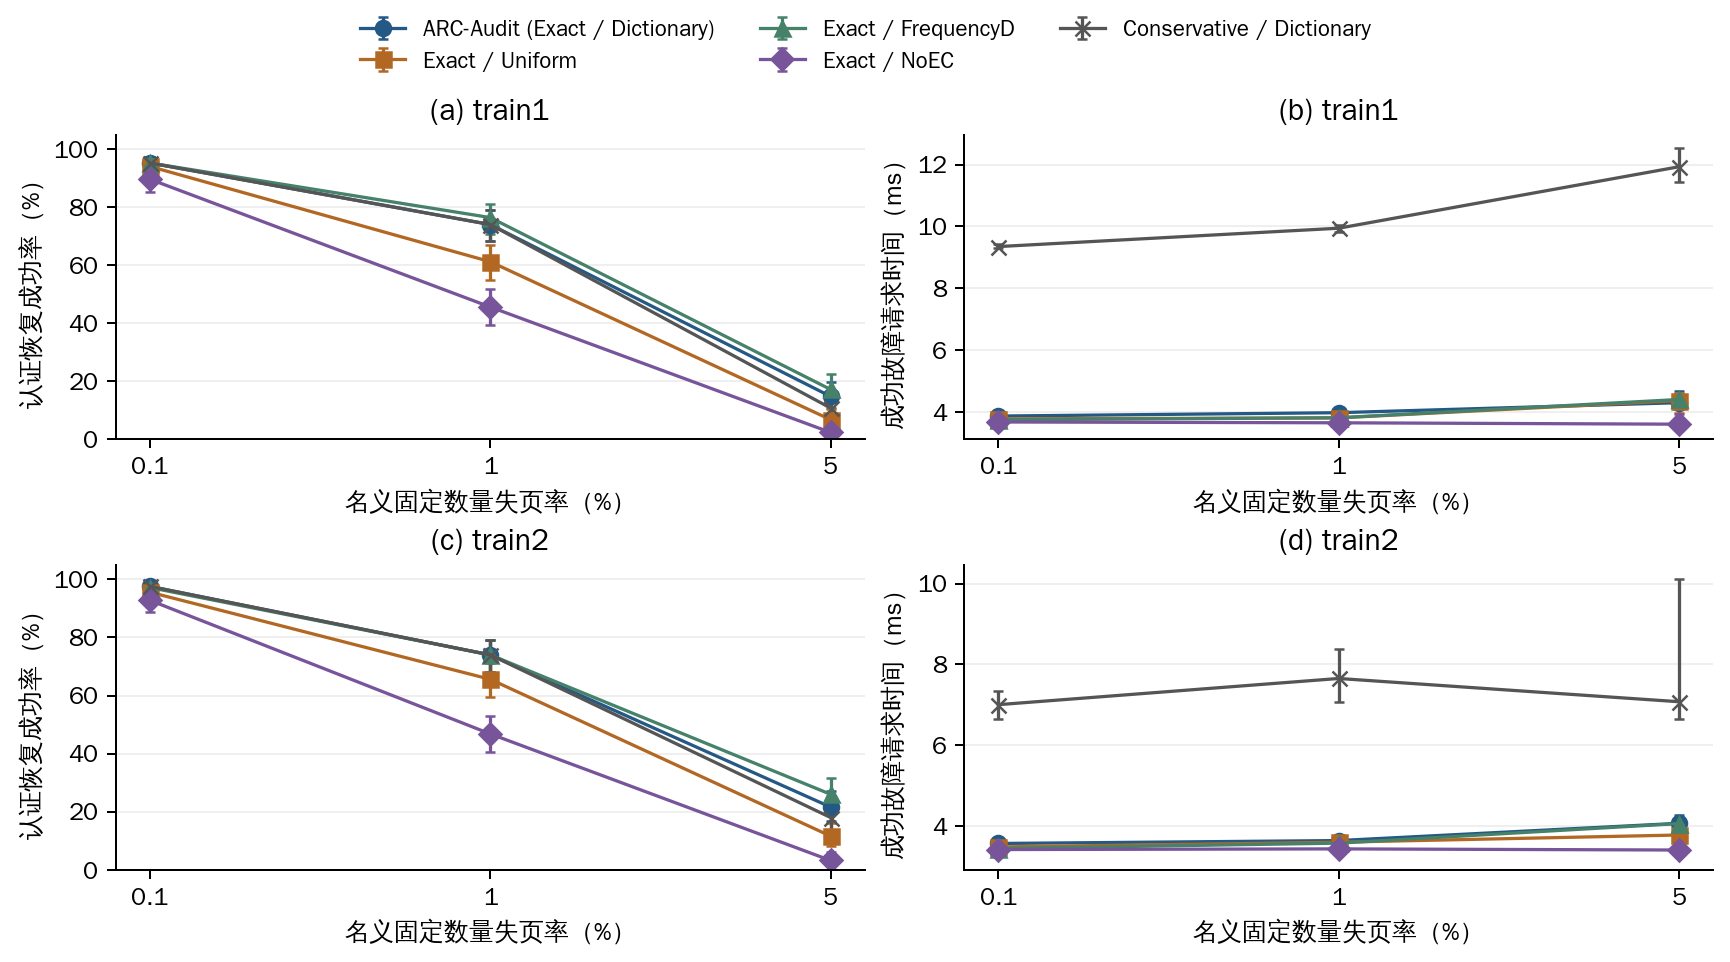 ARC-Audit (Exact / Dictionary)
Exact / Uniform
Exact / FrequencyD
Exact / NoEC
Conservative / Dictionary
(a) train1
认证恢复成功率（%）
100
80
60
40
20
0
0.1
1
5
名义固定数量失页率（%）
(b) train1
成功故障请求时间（ms）
12
10
8
6
4
0.1
1
5
名义固定数量失页率（%）
(c) train2
认证恢复成功率（%）
100
80
60
40
20
0
0.1
1
5
名义固定数量失页率（%）
(d) train2
成功故障请求时间（ms）
10
8
6
4
0.1
1
5
名义固定数量失页率（%）